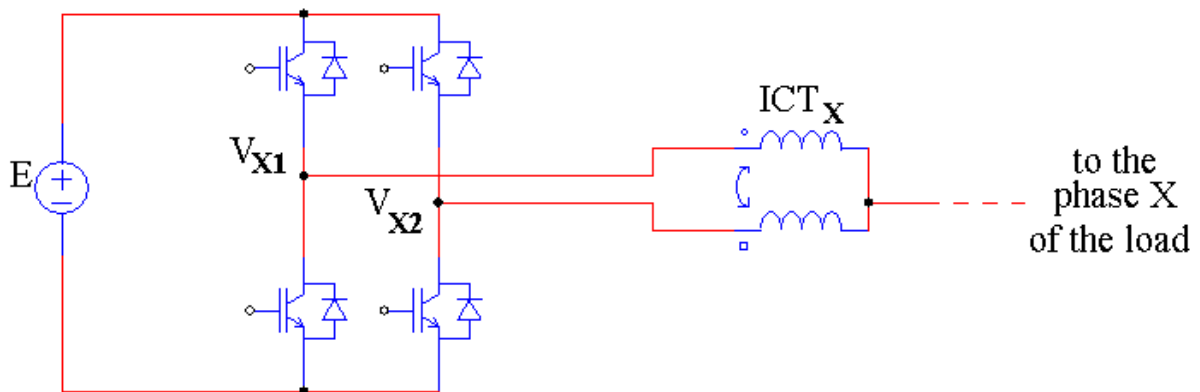 ICT X
V X1
E
to the
phase X
V X2
of the load